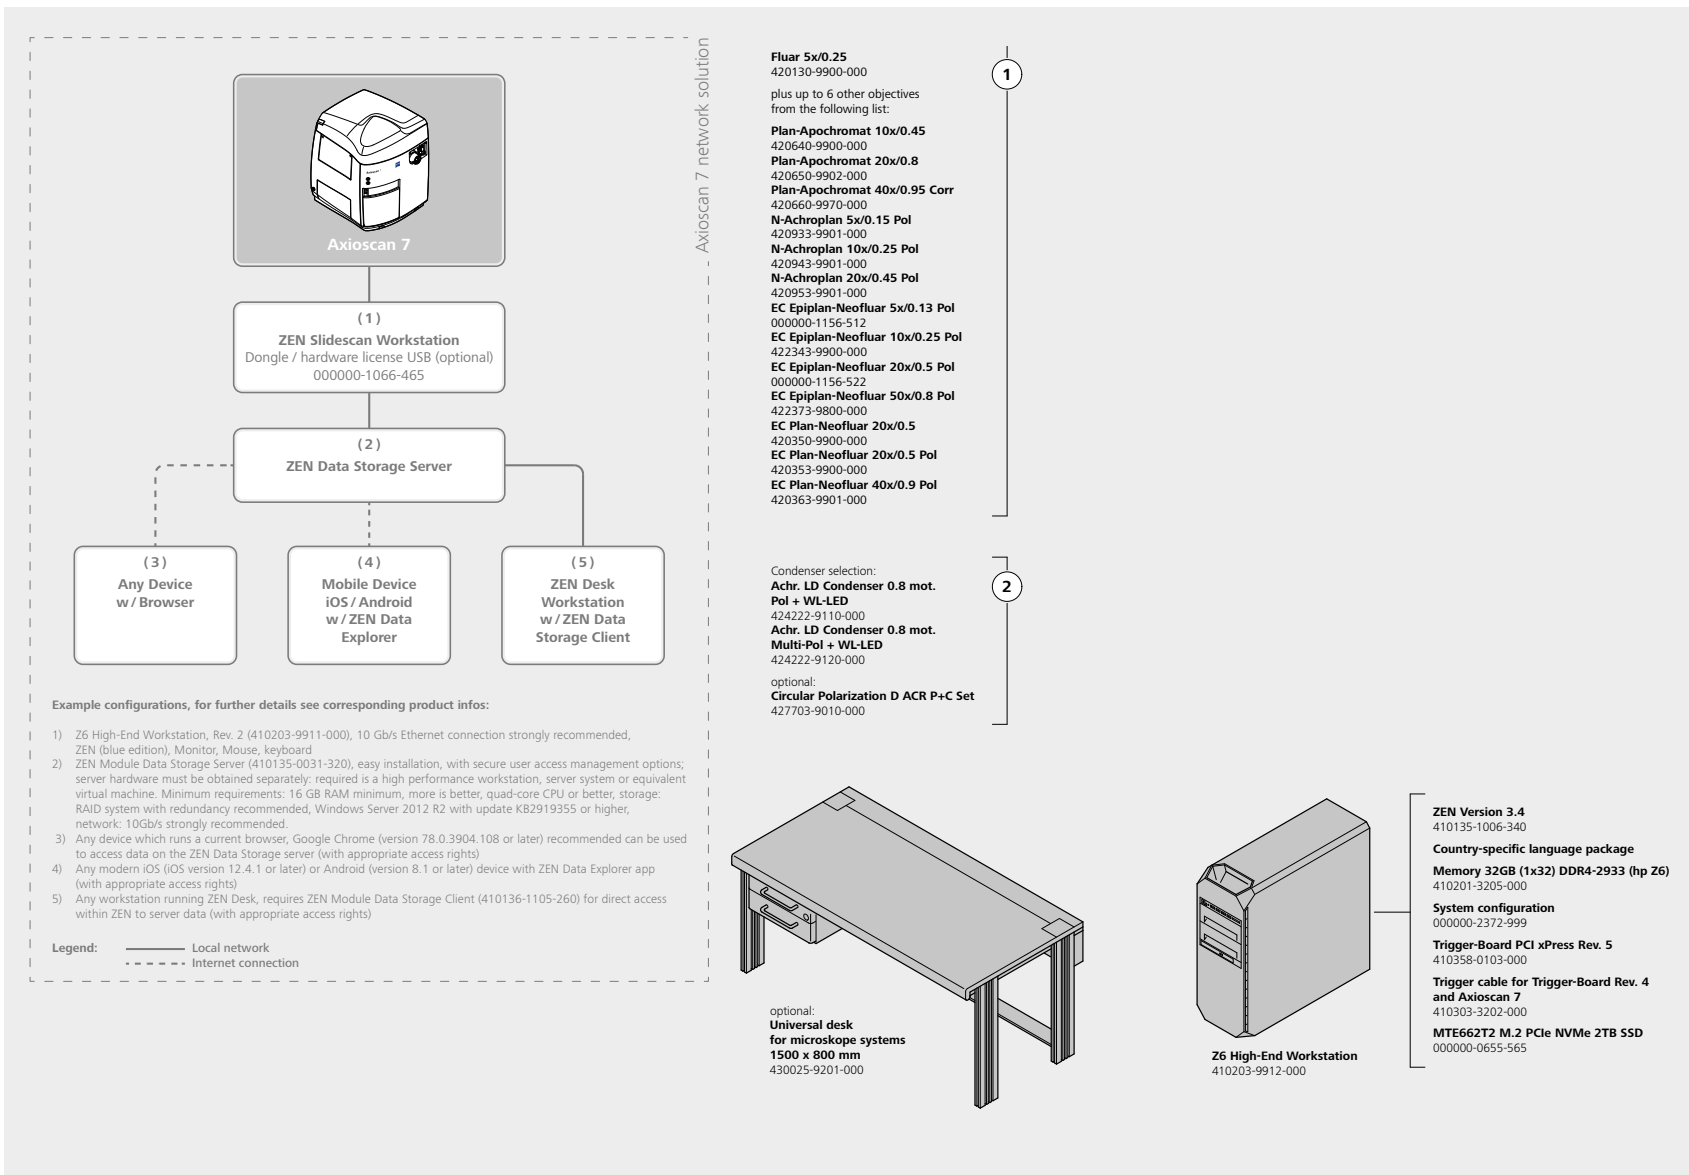 Axioscan 7 network solution
Axioscan 7
(1)
ZEN Slidescan Workstation
Dongle / hardware license USB (optional)
000000-1066-465
(2)
ZEN Data Storage Server
(3)
Any Device
w/Browser
(4)
Mobile Device
iOS/Android
w/ZEN Data
Explorer
(5)
ZEN Desk
Workstation
w/ZEN Data
Storage Client
Example configurations, for further details see corresponding product infos:
1) Z6 High-End Workstation, Rev. 2 (410203-9911-000), 10 Gb/s Ethernet connection strongly recommended,
ZEN (blue edition), Monitor, Mouse, keyboard
2) ZEN Module Data Storage Server (410135-0031-320), easy installation, with secure user access management options;
server hardware must be obtained separately: required is a high performance workstation, server system or equivalent
virtual machine. Minimum requirements: 16 GB RAM minimum, more is better, quad-core CPU or better, storage:
RAID system with redundancy recommended, Windows Server 2012 R2 with update KB2919355 or higher,
network: 10Gb/s strongly recommended.
3) Any device which runs a current browser, Google Chrome (version 78.0.3904.108 or later) recommended can be used
to access data on the ZEN Data Storage server (with appropriate access rights)
4) Any modern iOS (iOS version 12.4.1 or later) or Android (version 8.1 or later) device with ZEN Data Explorer app
(with appropriate access rights)
5) Any workstation running ZEN Desk, requires ZEN Module Data Storage Client (410136-1105-260) for direct access
within ZEN to server data (with appropriate access rights)
Legend: Local network
Internet connection
Fluar 5x/0.25
420130-9900-000
plus up to 6 other objectives
from the following list:
Plan-Apochromat 10x/0.45
420640-9900-000
Plan-Apochromat 20x/0.8
420650-9902-000
Plan-Apochromat 40x/0.95 Corr
420660-9970-000
N-Achroplan 5x/0.15 Pol
420933-9901-000
N-Achroplan 10x/0.25 Pol
420943-9901-000
N-Achroplan 20x/0.45 Pol
420953-9901-000
EC Epiplan-Neofluar 5x/0.13 Pol
000000-1156-512
EC Epiplan-Neofluar 10x/0.25 Pol
422343-9900-000
EC Epiplan-Neofluar 20x/0.5 Pol
000000-1156-522
EC Epiplan-Neofluar 50x/0.8 Pol
422373-9800-000
EC Plan-Neofluar 20x/0.5
420350-9900-000
EC Plan-Neofluar 20x/0.5 Pol
420353-9900-000
EC Plan-Neofluar 40x/0.9 Pol
420363-9901-000
1
Condenser selection:
Achr. LD Condenser 0.8 mot.
Pol + WL-LED
424222-9110-000
Achr. LD Condenser 0.8 mot.
Multi-Pol + WL-LED
424222-9120-000
optional:
Circular Polarization D ACR P+C Set
427703-9010-000
2
optional:
Universal desk
for microskope systems
1500 x 800 mm
430025-9201-000
Z6 High-End Workstation
410203-9912-000
ZEN Version 3.4
410135-1006-340
Country-specific language package
Memory 32GB (1x32) DDR4-2933 (hp Z6)
410201-3205-000
System configuration
000000-2372-999
Trigger-Board PCI xPress Rev. 5
410358-0103-000
Trigger cable for Trigger-Board Rev. 4
and Axioscan 7
410303-3202-000
MTE662T2 M.2 PCIe NVMe 2TB SSD
000000-0655-565